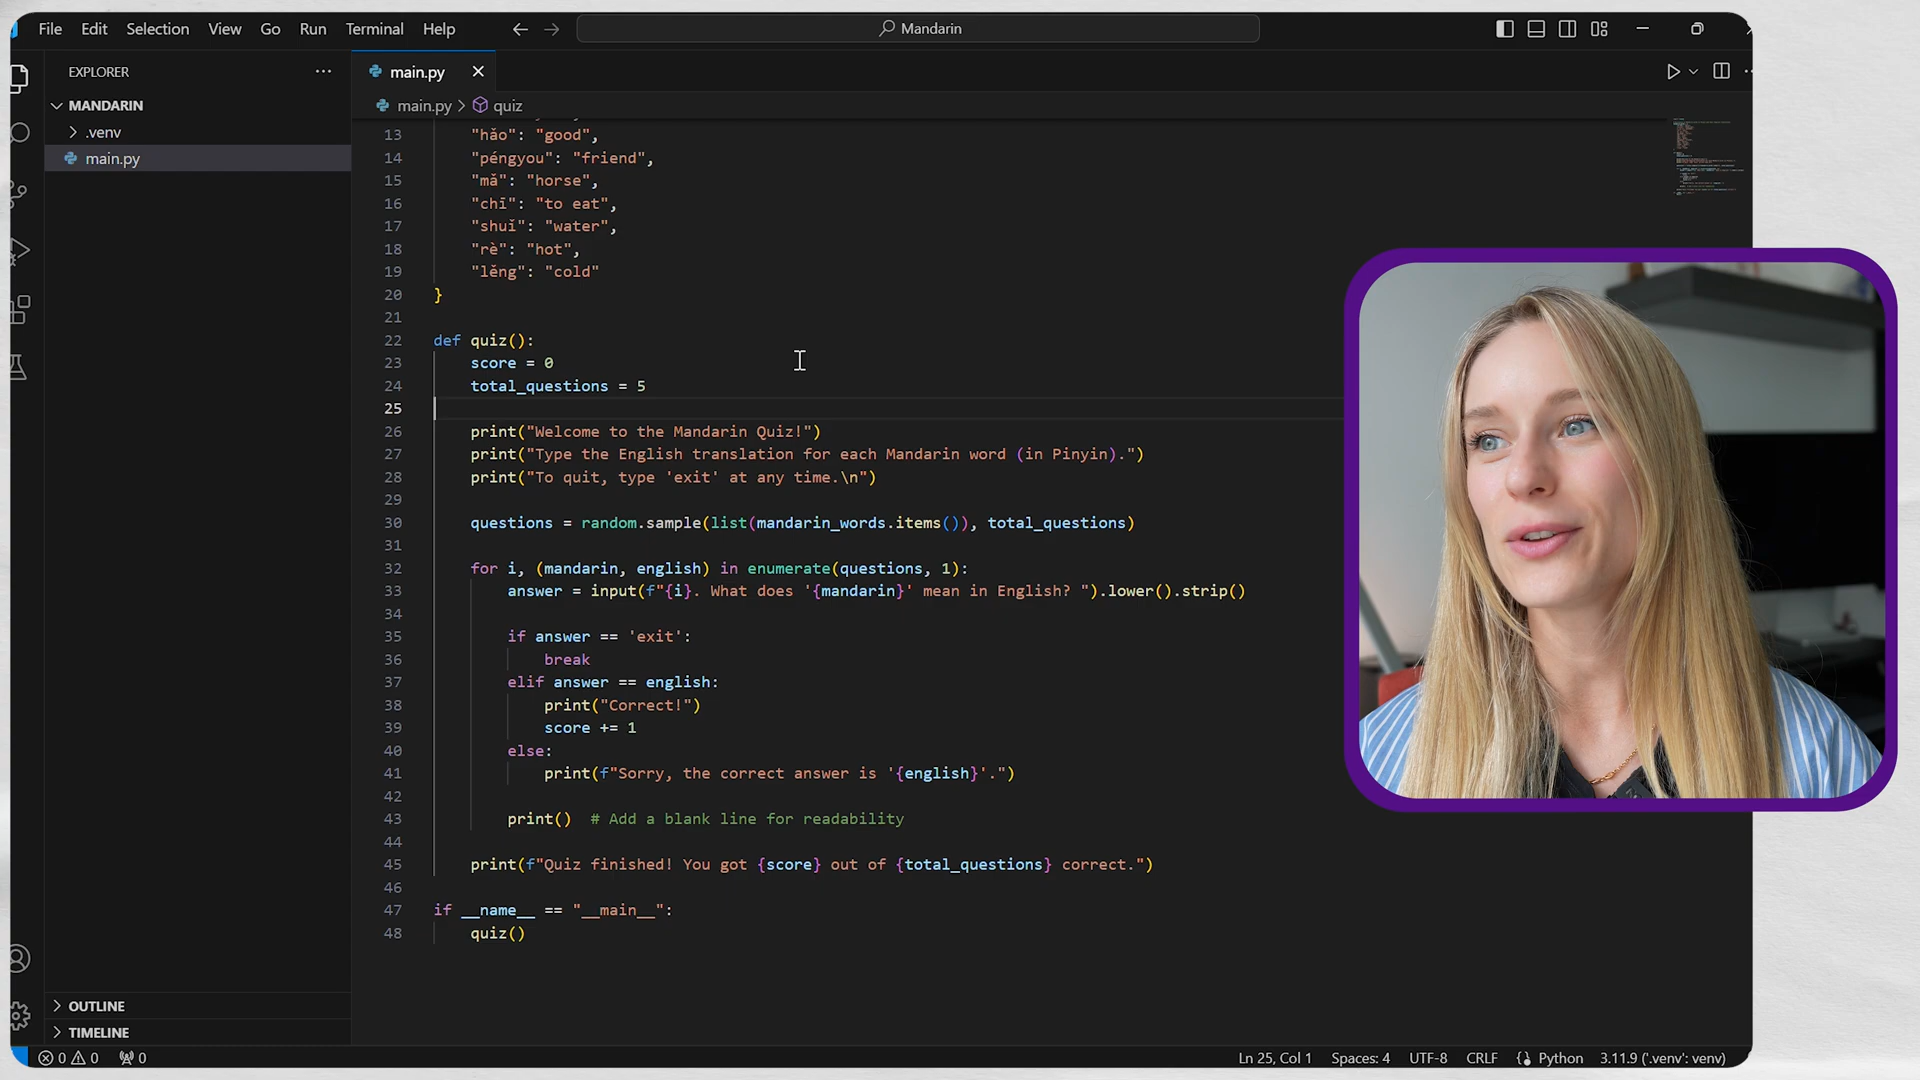 File Edit Selection View Go Run Terminal Help
Mandarin
EXPLORER
MANDARIN
.venv
main.py
OUTLINE
TIMELINE
main.py
main.py > quiz
13 "hǎo": "good",
14 "péngyou": "friend",
15 "mǎ": "horse",
16 "chī": "to eat",
17 "shuǐ": "water",
18 "rè": "hot",
19 "lěng": "cold"
20 }
21
22 def quiz():
23 score = 0
24 total_questions = 5
25
26 print("Welcome to the Mandarin Quiz!")
27 print("Type the English translation for each Mandarin word (in Pinyin).")
28 print("To quit, type 'exit' at any time.\n")
29
30 questions = random.sample(list(mandarin_words.items()), total_questions)
31
32 for i, (mandarin, english) in enumerate(questions, 1):
33 answer = input(f"{i}. What does '{mandarin}' mean in English? ").lower().strip()
34
35 if answer == 'exit':
36 break
37 elif answer == english:
38 print("Correct!")
39 score += 1
40 else:
41 print(f"Sorry, the correct answer is '{english}'.")
42
43 print() # Add a blank line for readability
44
45 print(f"Quiz finished! You got {score} out of {total_questions} correct.")
46
47 if __name__ == "__main__":
48 quiz()
0 0 0 Ln 25, Col 1 Spaces: 4 UTF-8 CRLF Python 3.11.9 ('.venv': venv)